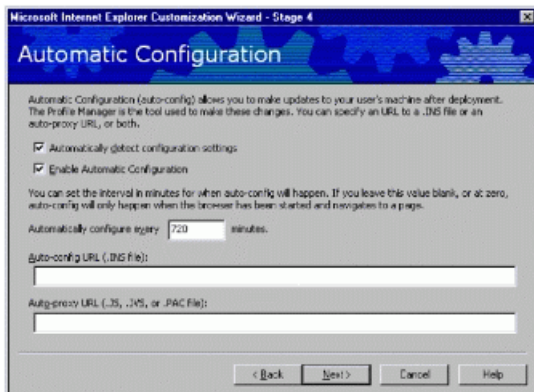 Microsoft Internet Explorer Customization Wizard - Stage 4
Automatic Configuration
Automatic Configuration (auto-config) allows you to make updates to your user's machine after deployment.
The Profile Manager is the tool used to make these changes. You can specify an URL to a .INS file or
an auto-proxy URL, or both.
Automatically detect configuration settings
Enable Automatic Configuration
You can set the interval in minutes for when auto-config will happen. If you leave this value blank, or at zero,
auto-config will only happen when the browser has been started and navigates to a page.
Automatically configure every 720 minutes.
Auto-config URL (.INS file):
Auto-proxy URL (.JS, .JVS, or .PAC file):
< Back Next > Cancel Help